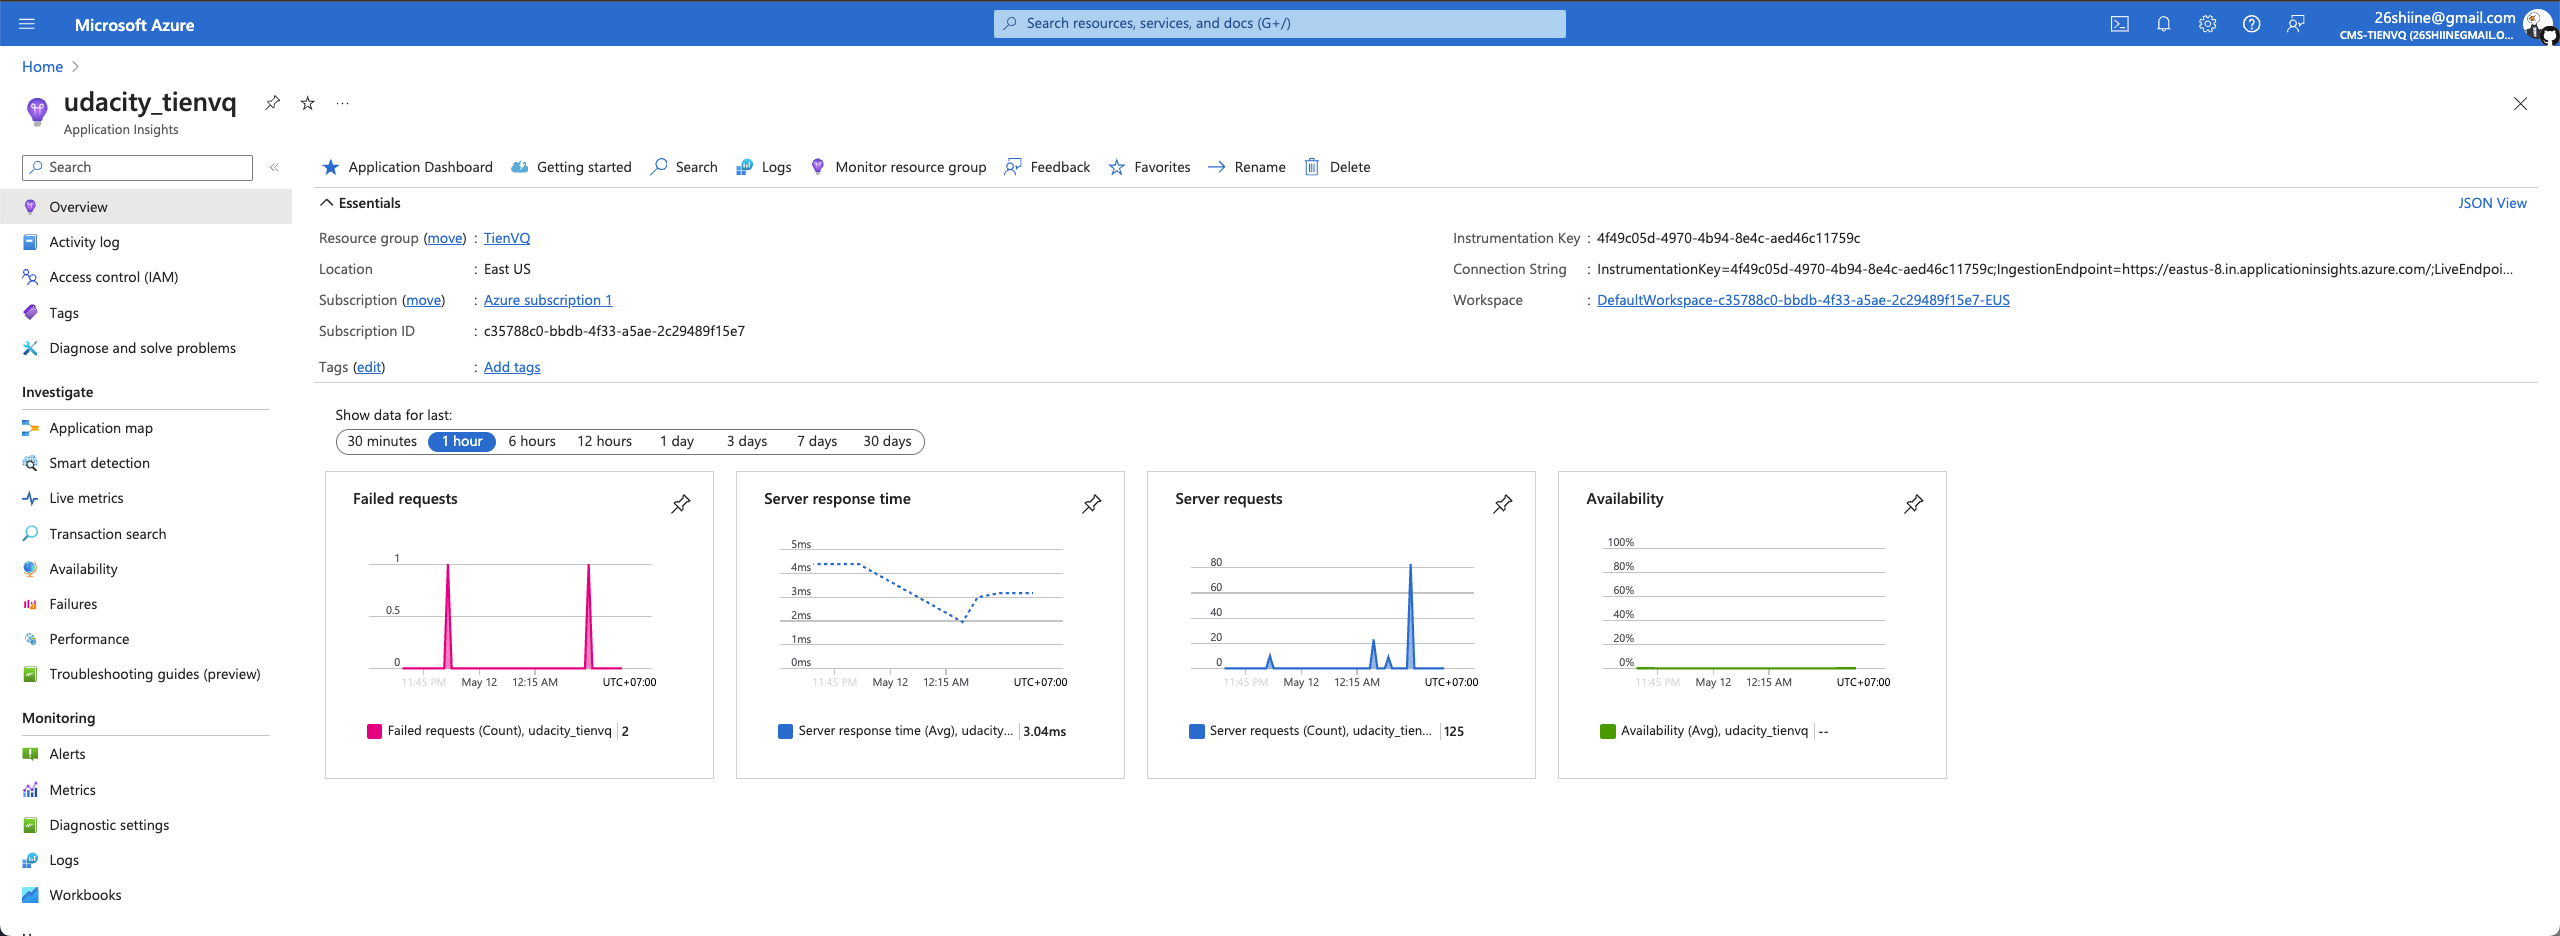 Microsoft Azure
Search resources, services, and docs (G+/)
26shiine@gmail.com
CMS-TIENVQ (26SHIINEGMAIL.O...
Home
udacity_tienvq
...
Application Insights
Search
«
Overview
Activity log
Access control (IAM)
Tags
Diagnose and solve problems
Investigate
Application map
Smart detection
Live metrics
Transaction search
Availability
Failures
Performance
Troubleshooting guides (preview)
Monitoring
Alerts
Metrics
Diagnostic settings
Logs
Workbooks
Application Dashboard
Getting started
Search
Logs
Monitor resource group
Feedback
Favorites
Rename
Delete
Essentials
JSON View
Resource group (move) : TienVQ
Location : East US
Subscription (move) : Azure subscription 1
Subscription ID : c35788c0-bbdb-4f33-a5ae-2c29489f15e7
Tags (edit) : Add tags
Instrumentation Key : 4f49c05d-4970-4b94-8e4c-aed46c11759c
Connection String : InstrumentationKey=4f49c05d-4970-4b94-8e4c-aed46c11759c;IngestionEndpoint=https://eastus-8.in.applicationinsights.azure.com/;LiveEndpoi...
Workspace : DefaultWorkspace-c35788c0-bbdb-4f33-a5ae-2c29489f15e7-EUS
Show data for last:
30 minutes 1 hour 6 hours 12 hours 1 day 3 days 7 days 30 days
Failed requests
1
0.5
0
11:45 PM May 12 12:15 AM UTC+07:00
Failed requests (Count), udacity_tienvq 2
Server response time
5ms
4ms
3ms
2ms
1ms
0ms
11:45 PM May 12 12:15 AM UTC+07:00
Server response time (Avg), udacity... 3.04ms
Server requests
80
60
40
20
0
11:45 PM May 12 12:15 AM UTC+07:00
Server requests (Count), udacity_tien... 125
Availability
100%
80%
60%
40%
20%
0%
11:45 PM May 12 12:15 AM UTC+07:00
Availability (Avg), udacity_tienvq --